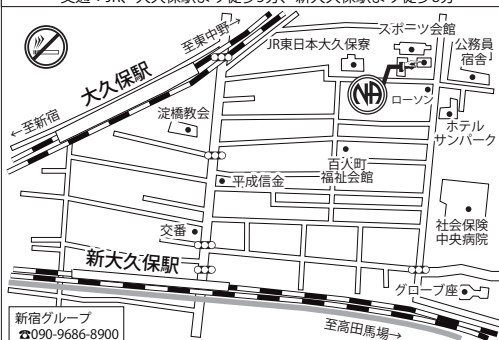 交通:JR、大久保駅より徒歩5分、新大久保駅より徒歩8分
至東中野→
スポーツ会館
JR東日本大久保寮
公務員
宿舎
大久保駅
NA
ローソン
←至新宿
淀橋教会
ホテル
サンパーク
百人町
福祉会館
平成信金
社会保険
中央病院
交番
新大久保駅
グローブ座
新宿グループ
☎090-9686-8900
至高田馬場→